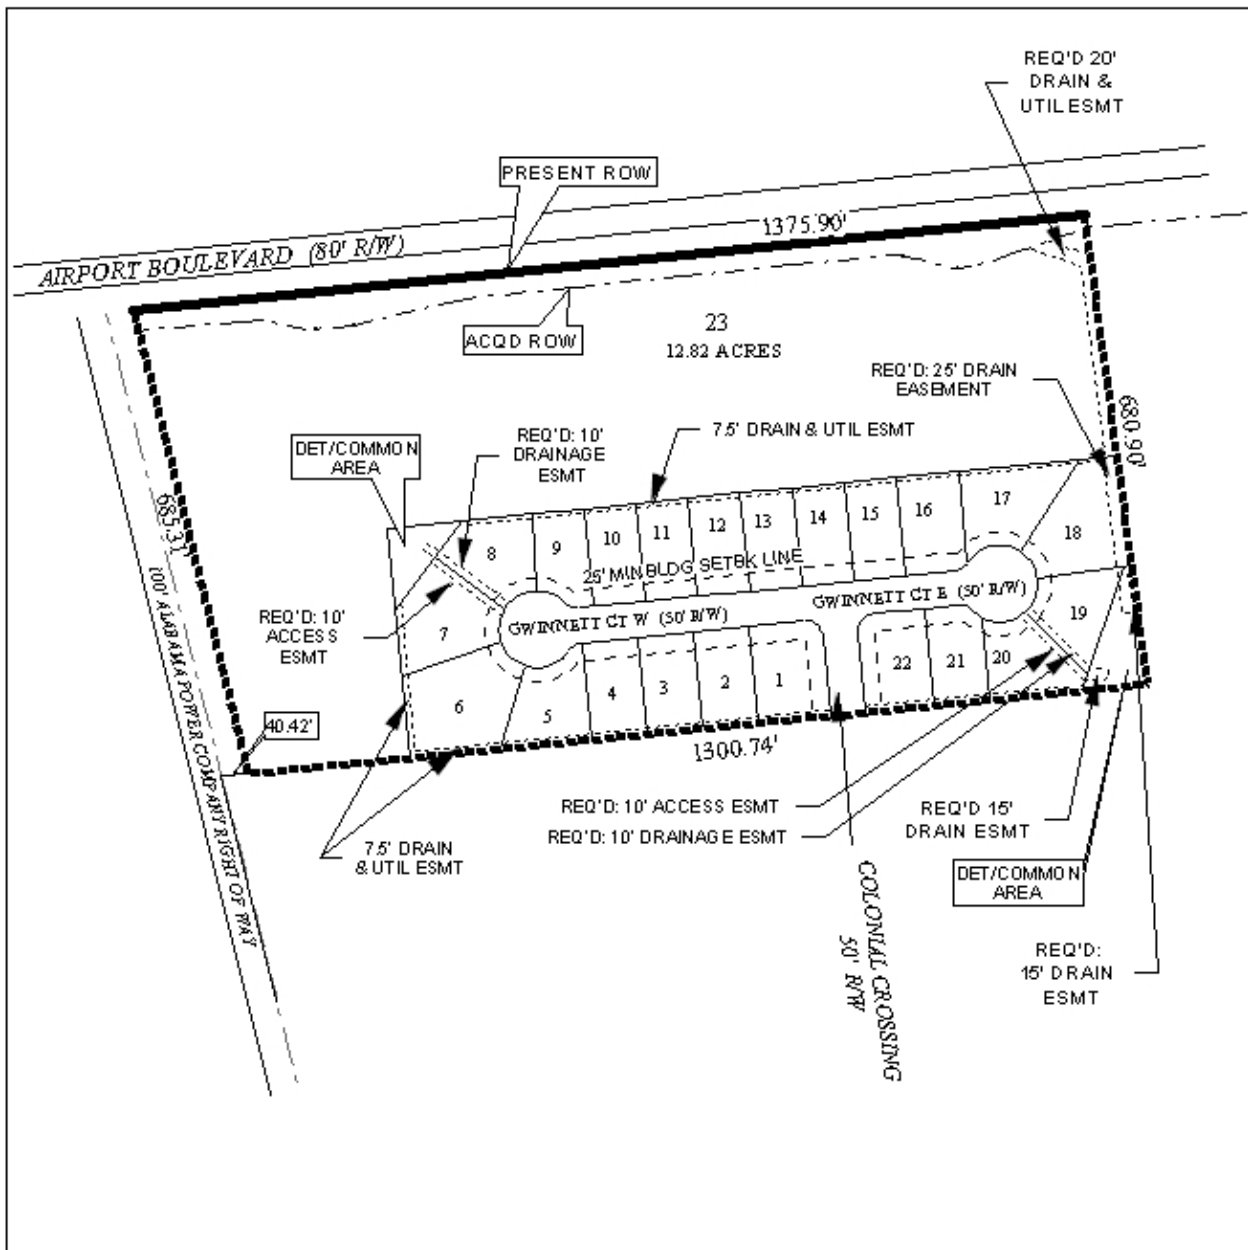 REQ'D 20'
DRAIN &
UTIL ESMT
PRESENT ROW
1375.90'
AIRPORT BOULEVARD (80' R/W)
ACQD ROW
23
12.82 ACRES
REQ'D: 25' DRAIN
EASEMENT
680.90'
7.5' DRAIN & UTIL ESMT
REQ'D: 10'
DRAINAGE
ESMT
DET/COMMON
AREA
685.31'
100' ALABAMA POWER COMPANY RIGHT OF WAY
8
9
10
11
12
13
14
15
16
17
18
25' MIN BLDG SETBK LINE
REQ'D: 10'
ACCESS
ESMT
7
GWINNETT CT W (50' R/W)
GWINNETT CT E (50' R/W)
19
6
5
4
3
2
1
22
21
20
40.42'
1300.74'
7.5' DRAIN
& UTIL ESMT
REQ'D: 10' ACCESS ESMT
REQ'D: 10' DRAINAGE ESMT
REQ'D 15'
DRAIN ESMT
DET/COMMON
AREA
COLONIAL CROSSING
50' R/W
REQ'D:
15' DRAIN
ESMT